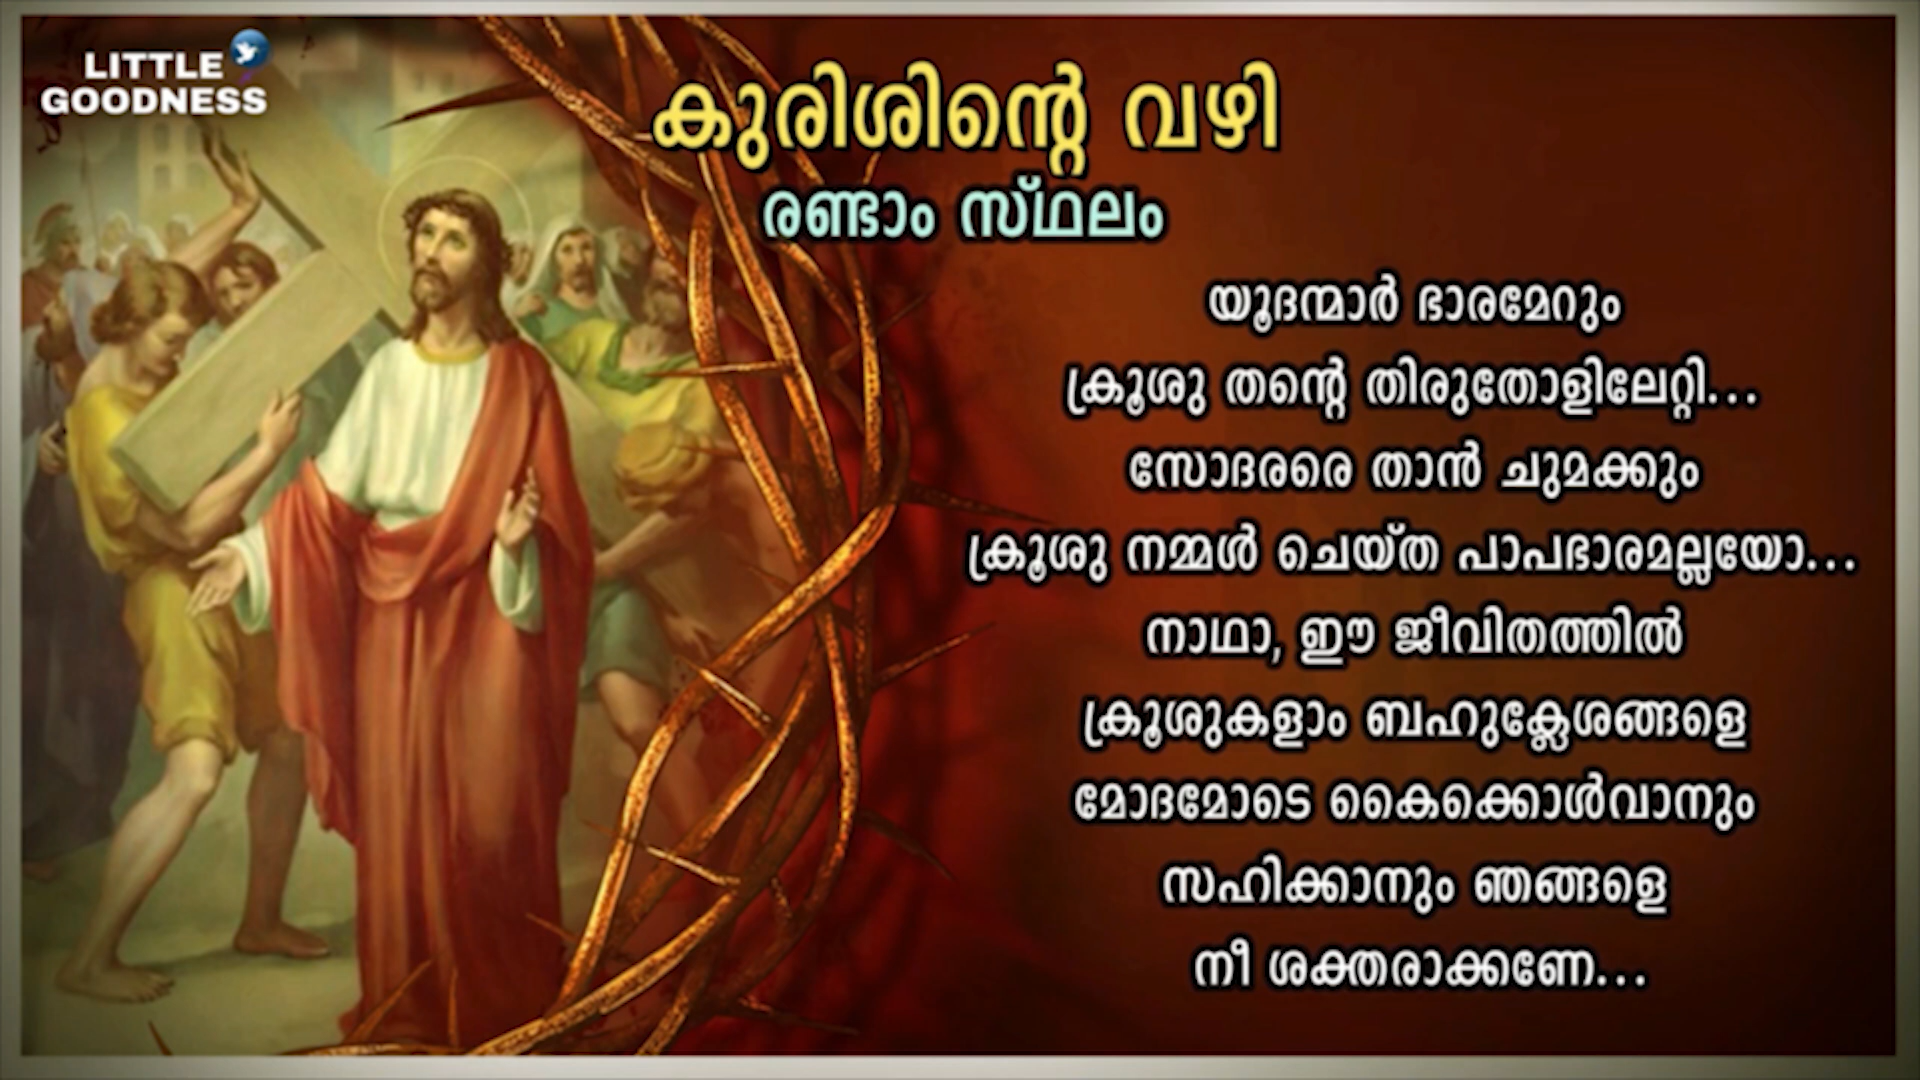 LITTLE
GOODNESS
കുരിശിന്റെ വഴി
രണ്ടാം സ്ഥലം
യൂദന്മാർ ഭാരമേറും
ക്രൂശു തന്റെ തിരുതോളിലേറ്റി...
സോദരരെ താൻ ചുമക്കും
ക്രൂശു നമ്മൾ ചെയ്ത പാപഭാരമല്ലയോ...
നാഥാ, ഈ ജീവിതത്തിൽ
ക്രൂശുകളാം ബഹുക്ലേശങ്ങളെ
മോദമോടെ കൈക്കൊൾവാനും
സഹിക്കാനും ഞങ്ങളെ
നീ ശക്തരാക്കണേ...